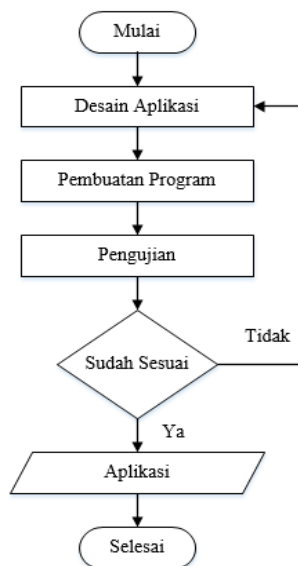 Mulai
Desain Aplikasi
Pembuatan Program
Pengujian
Sudah Sesuai
Tidak
Ya
Aplikasi
Selesai